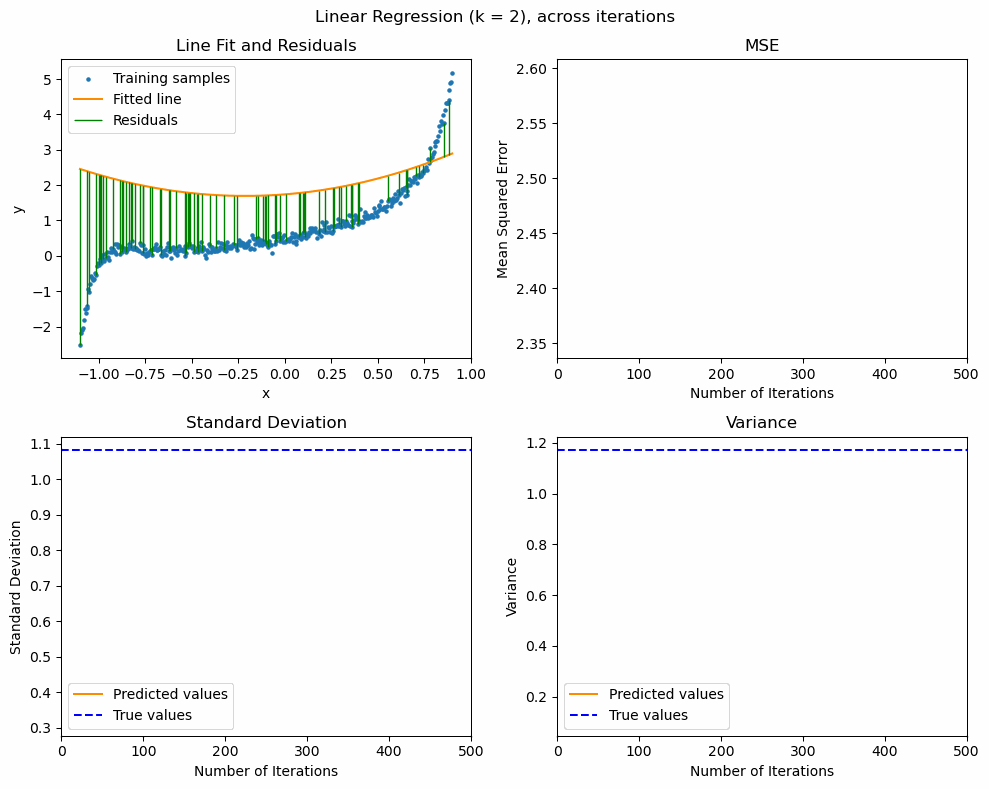 Linear Regression (k = 2), across iterations
Line Fit and Residuals
5
4
3
2
1
0
−1
−2
y
Training samples
Fitted line
Residuals
−1.00 −0.75 −0.50 −0.25 0.00 0.25 0.50 0.75 1.00
x
MSE
2.60
2.55
2.50
2.45
2.40
2.35
Mean Squared Error
0 100 200 300 400 500
Number of Iterations
Standard Deviation
1.1
1.0
0.9
0.8
0.7
0.6
0.5
0.4
0.3
Standard Deviation
Predicted values
True values
0 100 200 300 400 500
Number of Iterations
Variance
1.2
1.0
0.8
0.6
0.4
0.2
Variance
Predicted values
True values
0 100 200 300 400 500
Number of Iterations